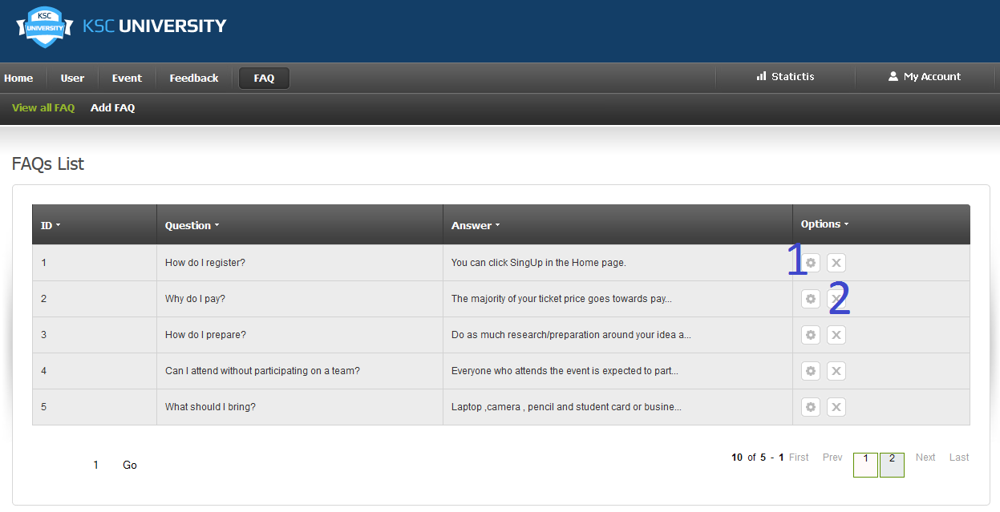 KSC
UNIVERSITY
KSC UNIVERSITY
Home User Event Feedback FAQ Statictis My Account
View all FAQ Add FAQ
FAQs List
ID Question Answer Options
1 How do I register? You can click SingUp in the Home page. 1 X
2 Why do I pay? The majority of your ticket price goes towards pay... X 2
3 How do I prepare? Do as much research/preparation around your idea a... X
4 Can I attend without participating on a team? Everyone who attends the event is expected to part... X
5 What should I bring? Laptop ,camera , pencil and student card or busine... X
1 Go 10 of 5 - 1 First Prev 1 2 Next Last